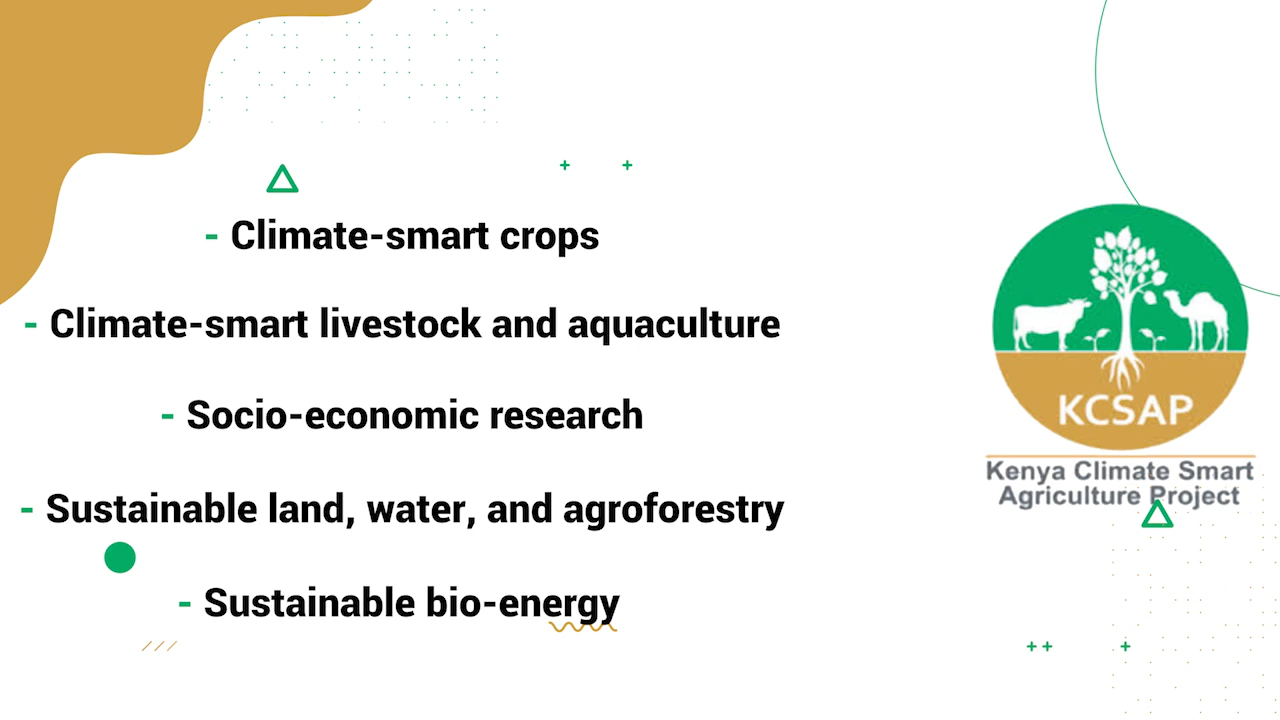 - Climate-smart crops
- Climate-smart livestock and aquaculture
- Socio-economic research
- Sustainable land, water, and agroforestry
- Sustainable bio-energy
KCSAP
Kenya Climate Smart
Agriculture Project